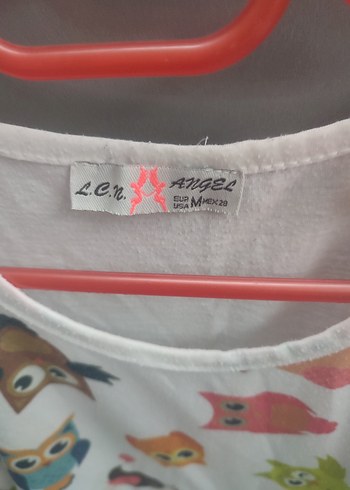 L.C.N. ANGEL
EUR
USA M MEX 28